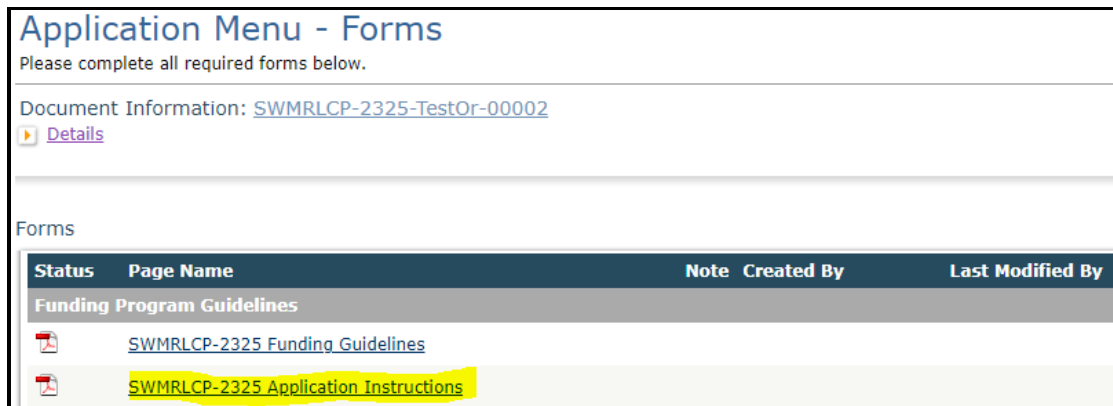 Application Menu - Forms
Please complete all required forms below.
Document Information: SWMRLCP-2325-TestOr-00002
Details
Forms
Status Page Name Note Created By Last Modified By
Funding Program Guidelines
SWMRLCP-2325 Funding Guidelines
SWMRLCP-2325 Application Instructions